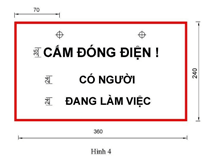 70
CẤM ĐÓNG ĐIỆN !
35
CÓ NGƯỜI
24
ĐANG LÀM VIỆC
24
240
360
Hình 4